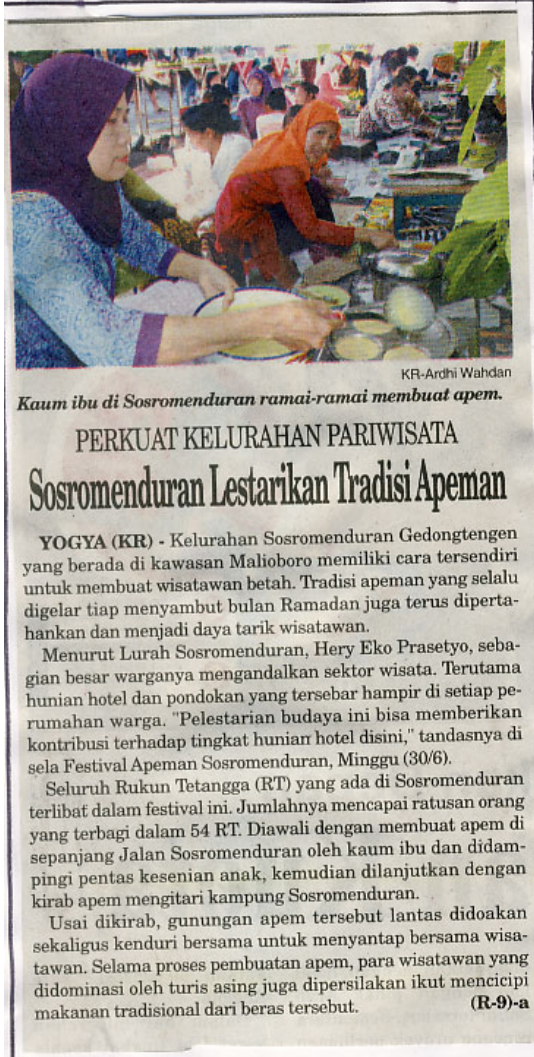 KR-Ardhi Wahdan
Kaum ibu di Sosromenduran ramai-ramai membuat apem.
PERKUAT KELURAHAN PARIWISATA
Sosromenduran Lestarikan Tradisi Apeman
YOGYA (KR) - Kelurahan Sosromenduran Gedongtengen
yang berada di kawasan Malioboro memiliki cara tersendiri
untuk membuat wisatawan betah. Tradisi apeman yang selalu
digelar tiap menyambut bulan Ramadan juga terus diperta-
hankan dan menjadi daya tarik wisatawan.
Menurut Lurah Sosromenduran, Hery Eko Prasetyo, seba-
gian besar warganya mengandalkan sektor wisata. Terutama
hunian hotel dan pondokan yang tersebar hampir di setiap pe-
rumahan warga. "Pelestarian budaya ini bisa memberikan
kontribusi terhadap tingkat hunian hotel disini," tandasnya di
sela Festival Apeman Sosromenduran, Minggu (30/6).
Seluruh Rukun Tetangga (RT) yang ada di Sosromenduran
terlibat dalam festival ini. Jumlahnya mencapai ratusan orang
yang terbagi dalam 54 RT. Diawali dengan membuat apem di
sepanjang Jalan Sosromenduran oleh kaum ibu dan didam-
pingi pentas kesenian anak, kemudian dilanjutkan dengan
kirab apem mengitari kampung Sosromenduran.
Usai dikirab, gunungan apem tersebut lantas didoakan
sekaligus kenduri bersama untuk menyantap bersama wisa-
tawan. Selama proses pembuatan apem, para wisatawan yang
didominasi oleh turis asing juga dipersilakan ikut mencicipi
makanan tradisional dari beras tersebut. (R-9)-a